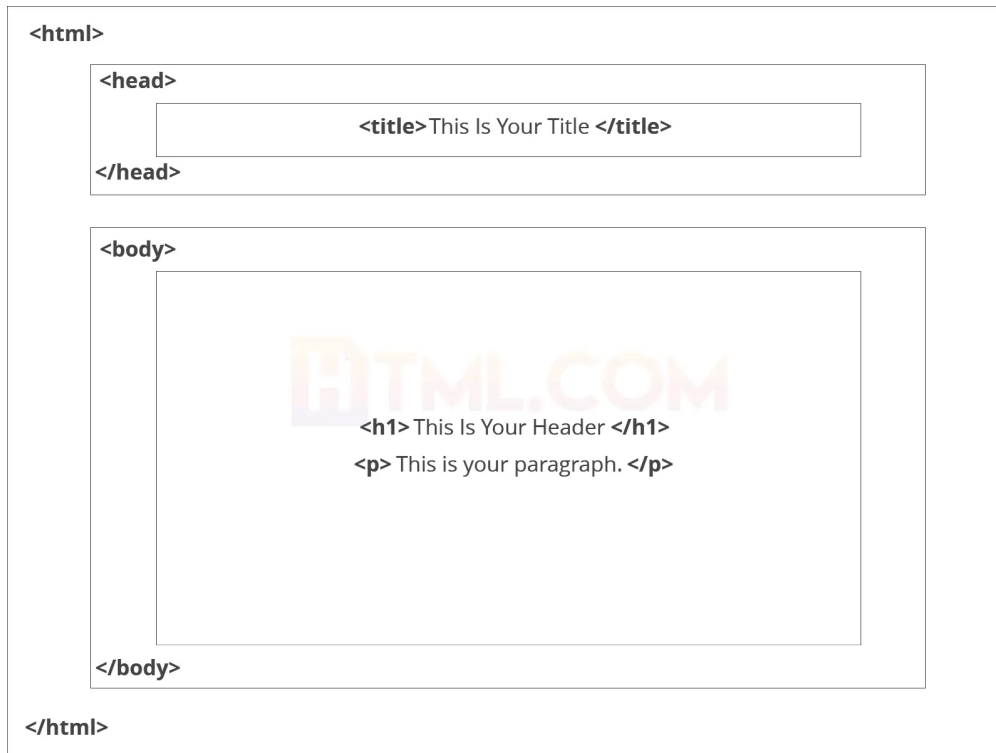 <html>
<head>
<title>This Is Your Title </title>
</head>
<body>
HTML.COM
<h1> This Is Your Header </h1>
<p> This is your paragraph. </p>
</body>
</html>